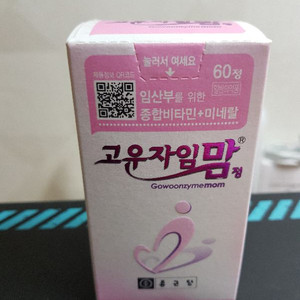 눌러서 여세요
60정
임산부를 위한
종합비타민+미네랄
고운자임맘정®
Gowoonzymemom